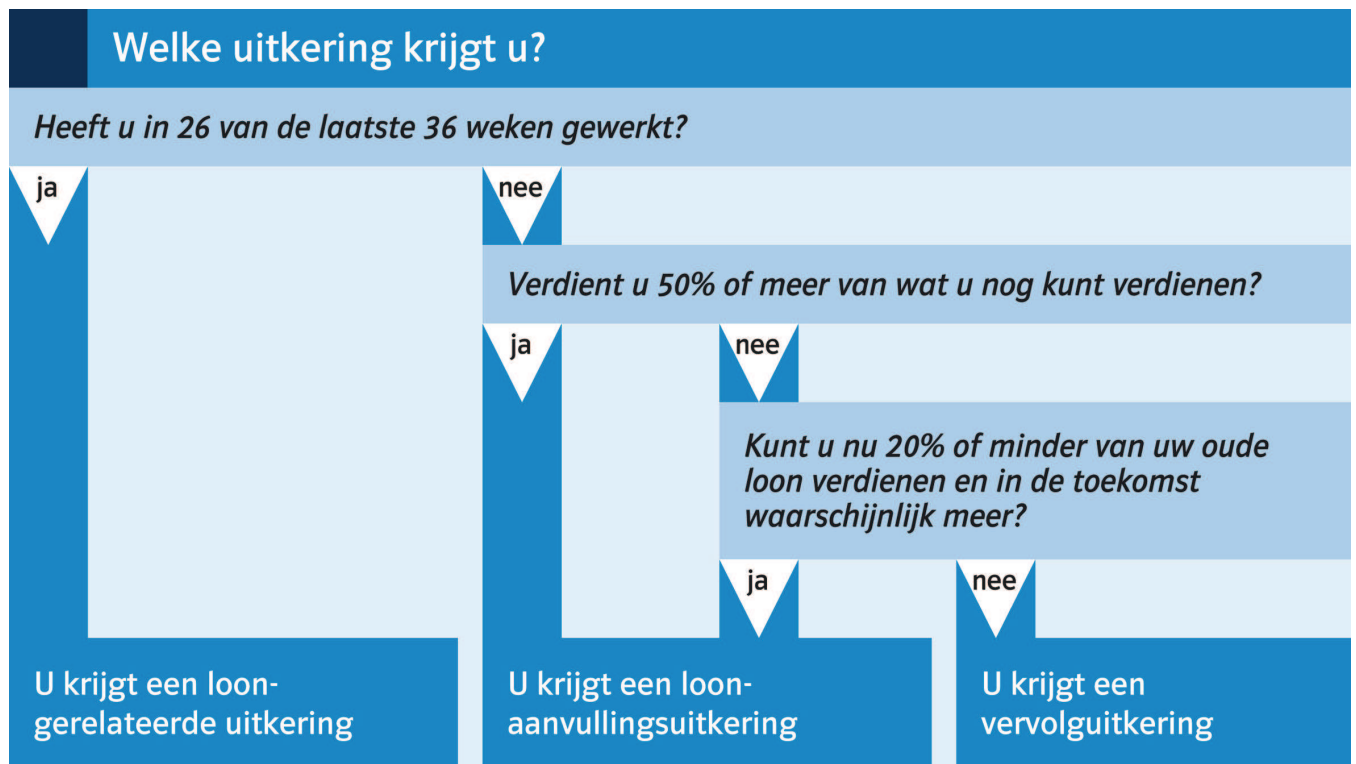 Welke uitkering krijgt u?
Heeft u in 26 van de laatste 36 weken gewerkt?
ja
nee
Verdient u 50% of meer van wat u nog kunt verdienen?
ja
nee
Kunt u nu 20% of minder van uw oude
loon verdienen en in de toekomst
waarschijnlijk meer?
ja
nee
U krijgt een loon-
gerelateerde uitkering
U krijgt een loon-
aanvullingsuitkering
U krijgt een
vervolguitkering